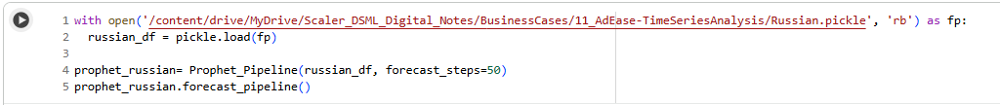 1 with open('/content/drive/MyDrive/Scaler_DSML_Digital_Notes/BusinessCases/11_AdEase-TimeSeriesAnalysis/Russian.pickle', 'rb') as fp:
2   russian_df = pickle.load(fp)
3
4 prophet_russian= Prophet_Pipeline(russian_df, forecast_steps=50)
5 prophet_russian.forecast_pipeline()